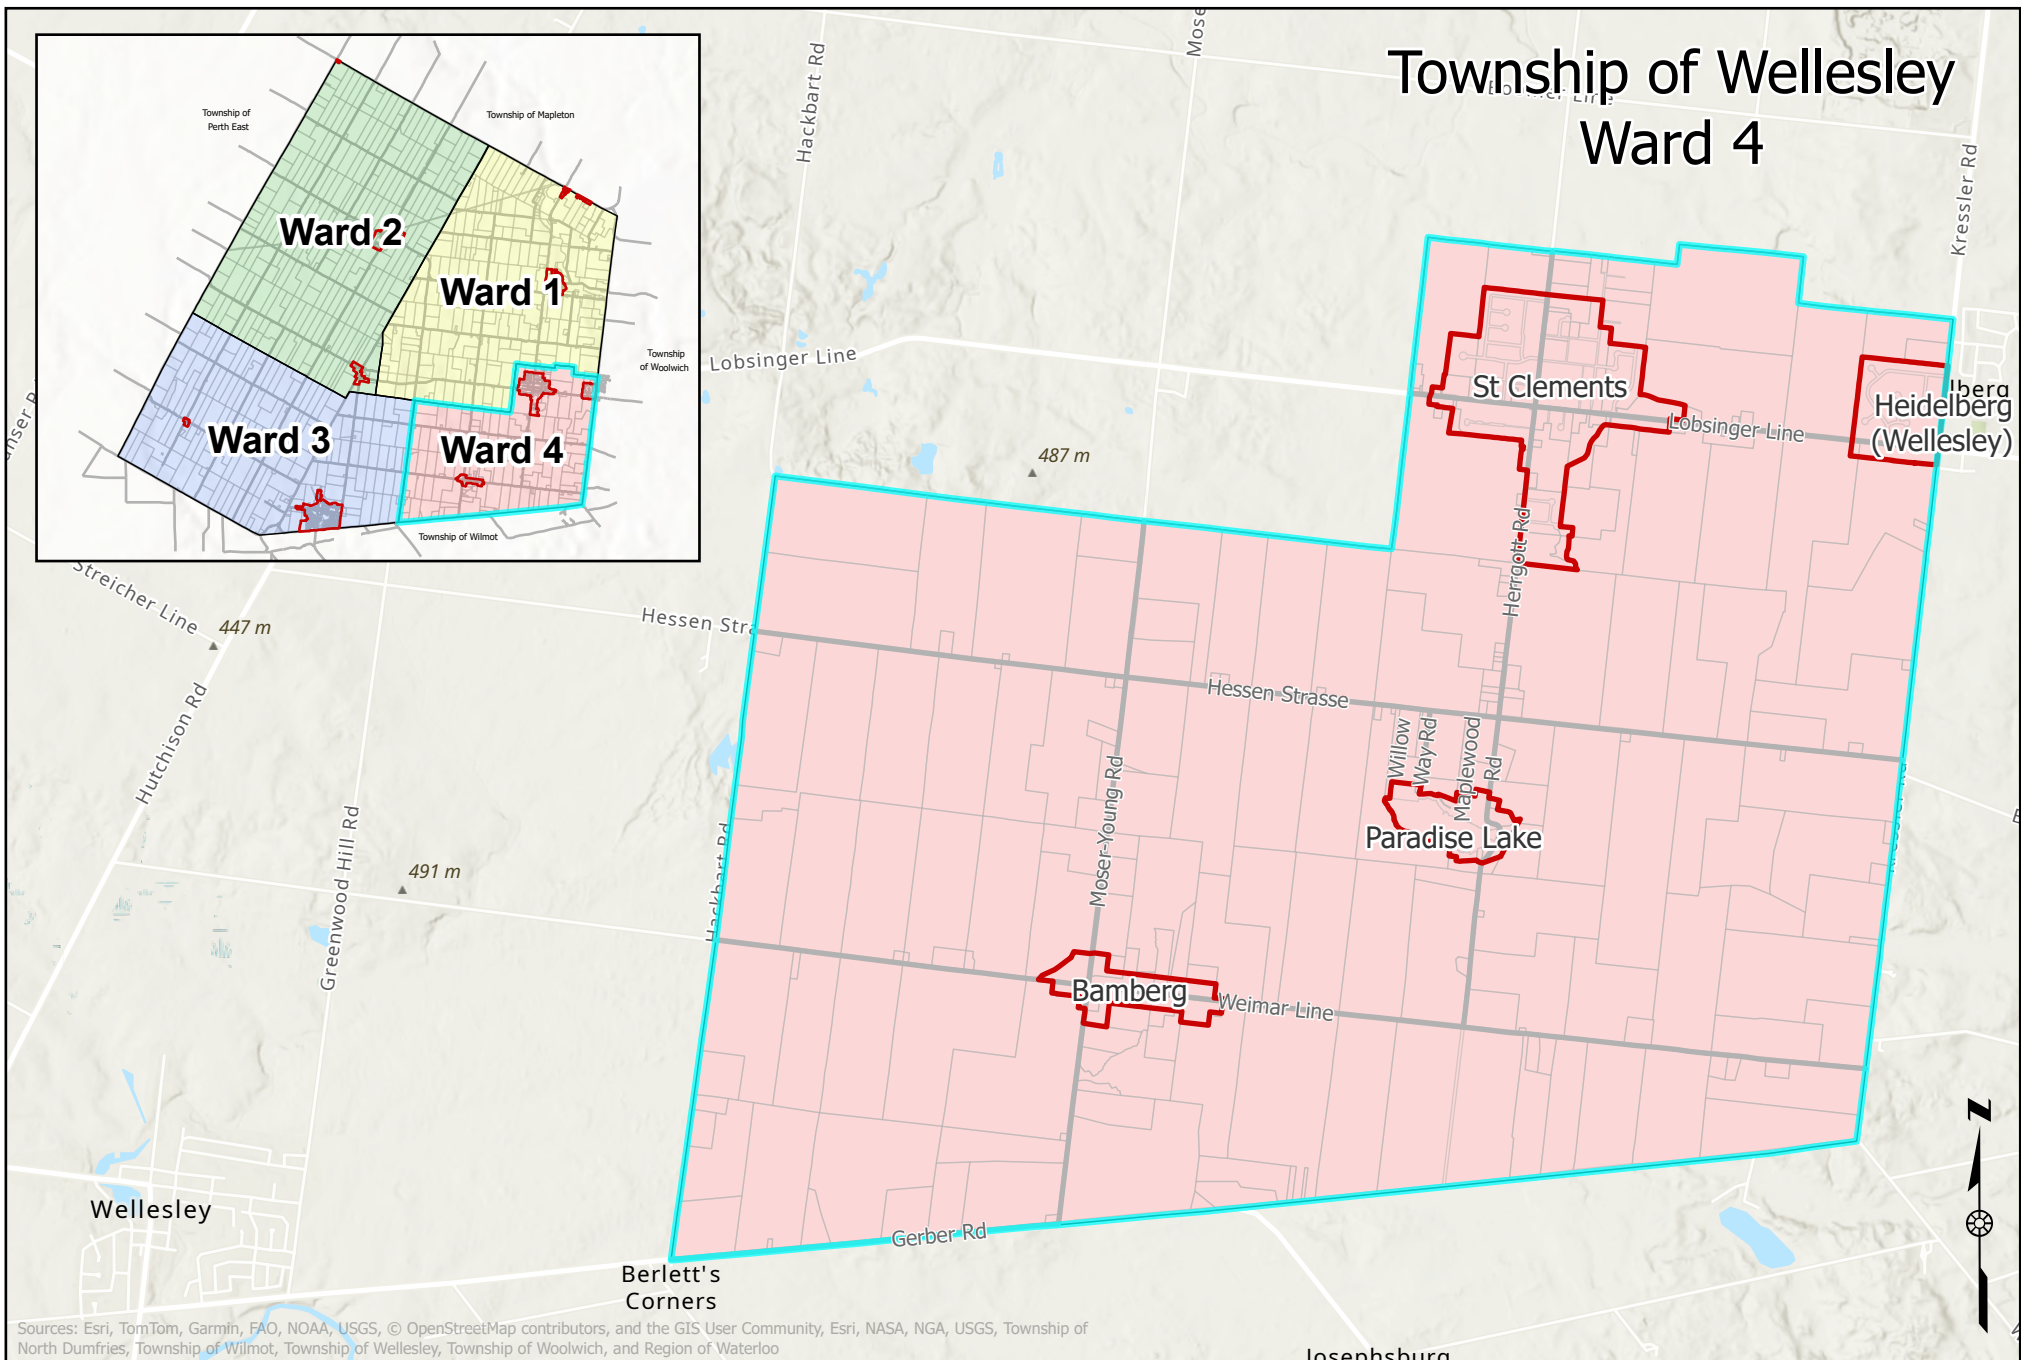 Township of Wellesley
Ward 4
Township of
Perth East
Township of Mapleton
Ward 2
Ward 1
Township
of Woolwich
Ward 3
Ward 4
Township of Wilmot
Hackbart Rd
Kressler Rd
Lobsinger Line
487 m
St Clements
Lobsinger Line
Heidelberg
(Wellesley)
Herrgott Rd
Streicher Line
447 m
Hessen
Hessen Strasse
Hutchison Rd
Willow
Way Rd
Maplewood
Rd
Moser-Young Rd
Paradise Lake
Greenwood Hill Rd
491 m
Hackbart Rd
Bamberg
Weimar Line
Wellesley
Gerber Rd
Berlett's
Corners
Josephsburg
Sources: Esri, TomTom, Garmin, FAO, NOAA, USGS, © OpenStreetMap contributors, and the GIS User Community, Esri, NASA, NGA, USGS, Township of
North Dumfries, Township of Wilmot, Township of Wellesley, Township of Woolwich, and Region of Waterloo